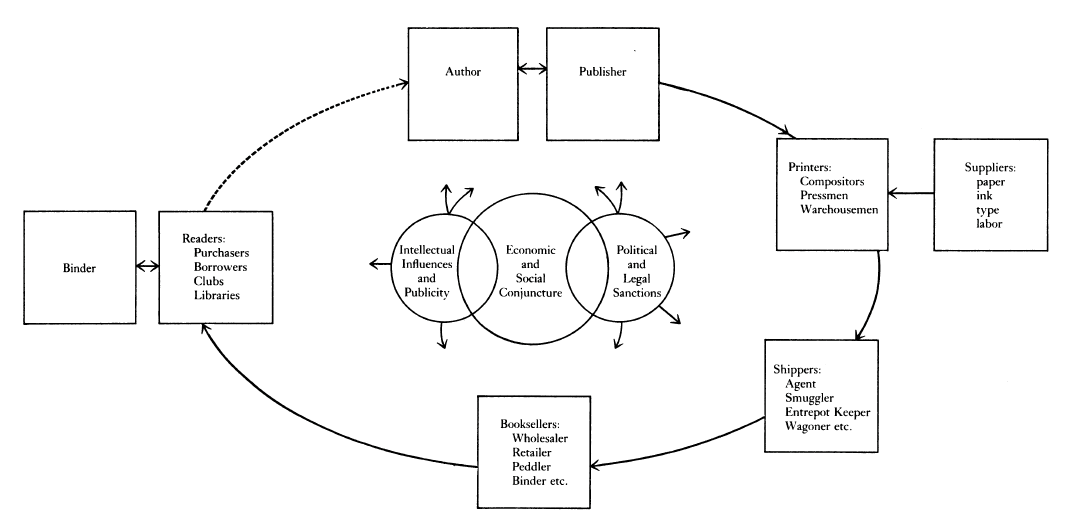 Author
Publisher
Printers:
Compositors
Pressmen
Warehousemen
Suppliers:
paper
ink
type
labor
Binder
Readers:
Purchasers
Borrowers
Clubs
Libraries
Intellectual
Influences
and
Publicity
Economic
and
Social
Conjuncture
Political
and
Legal
Sanctions
Shippers:
Agent
Smuggler
Entrepot Keeper
Wagoner etc.
Booksellers:
Wholesaler
Retailer
Peddler
Binder etc.